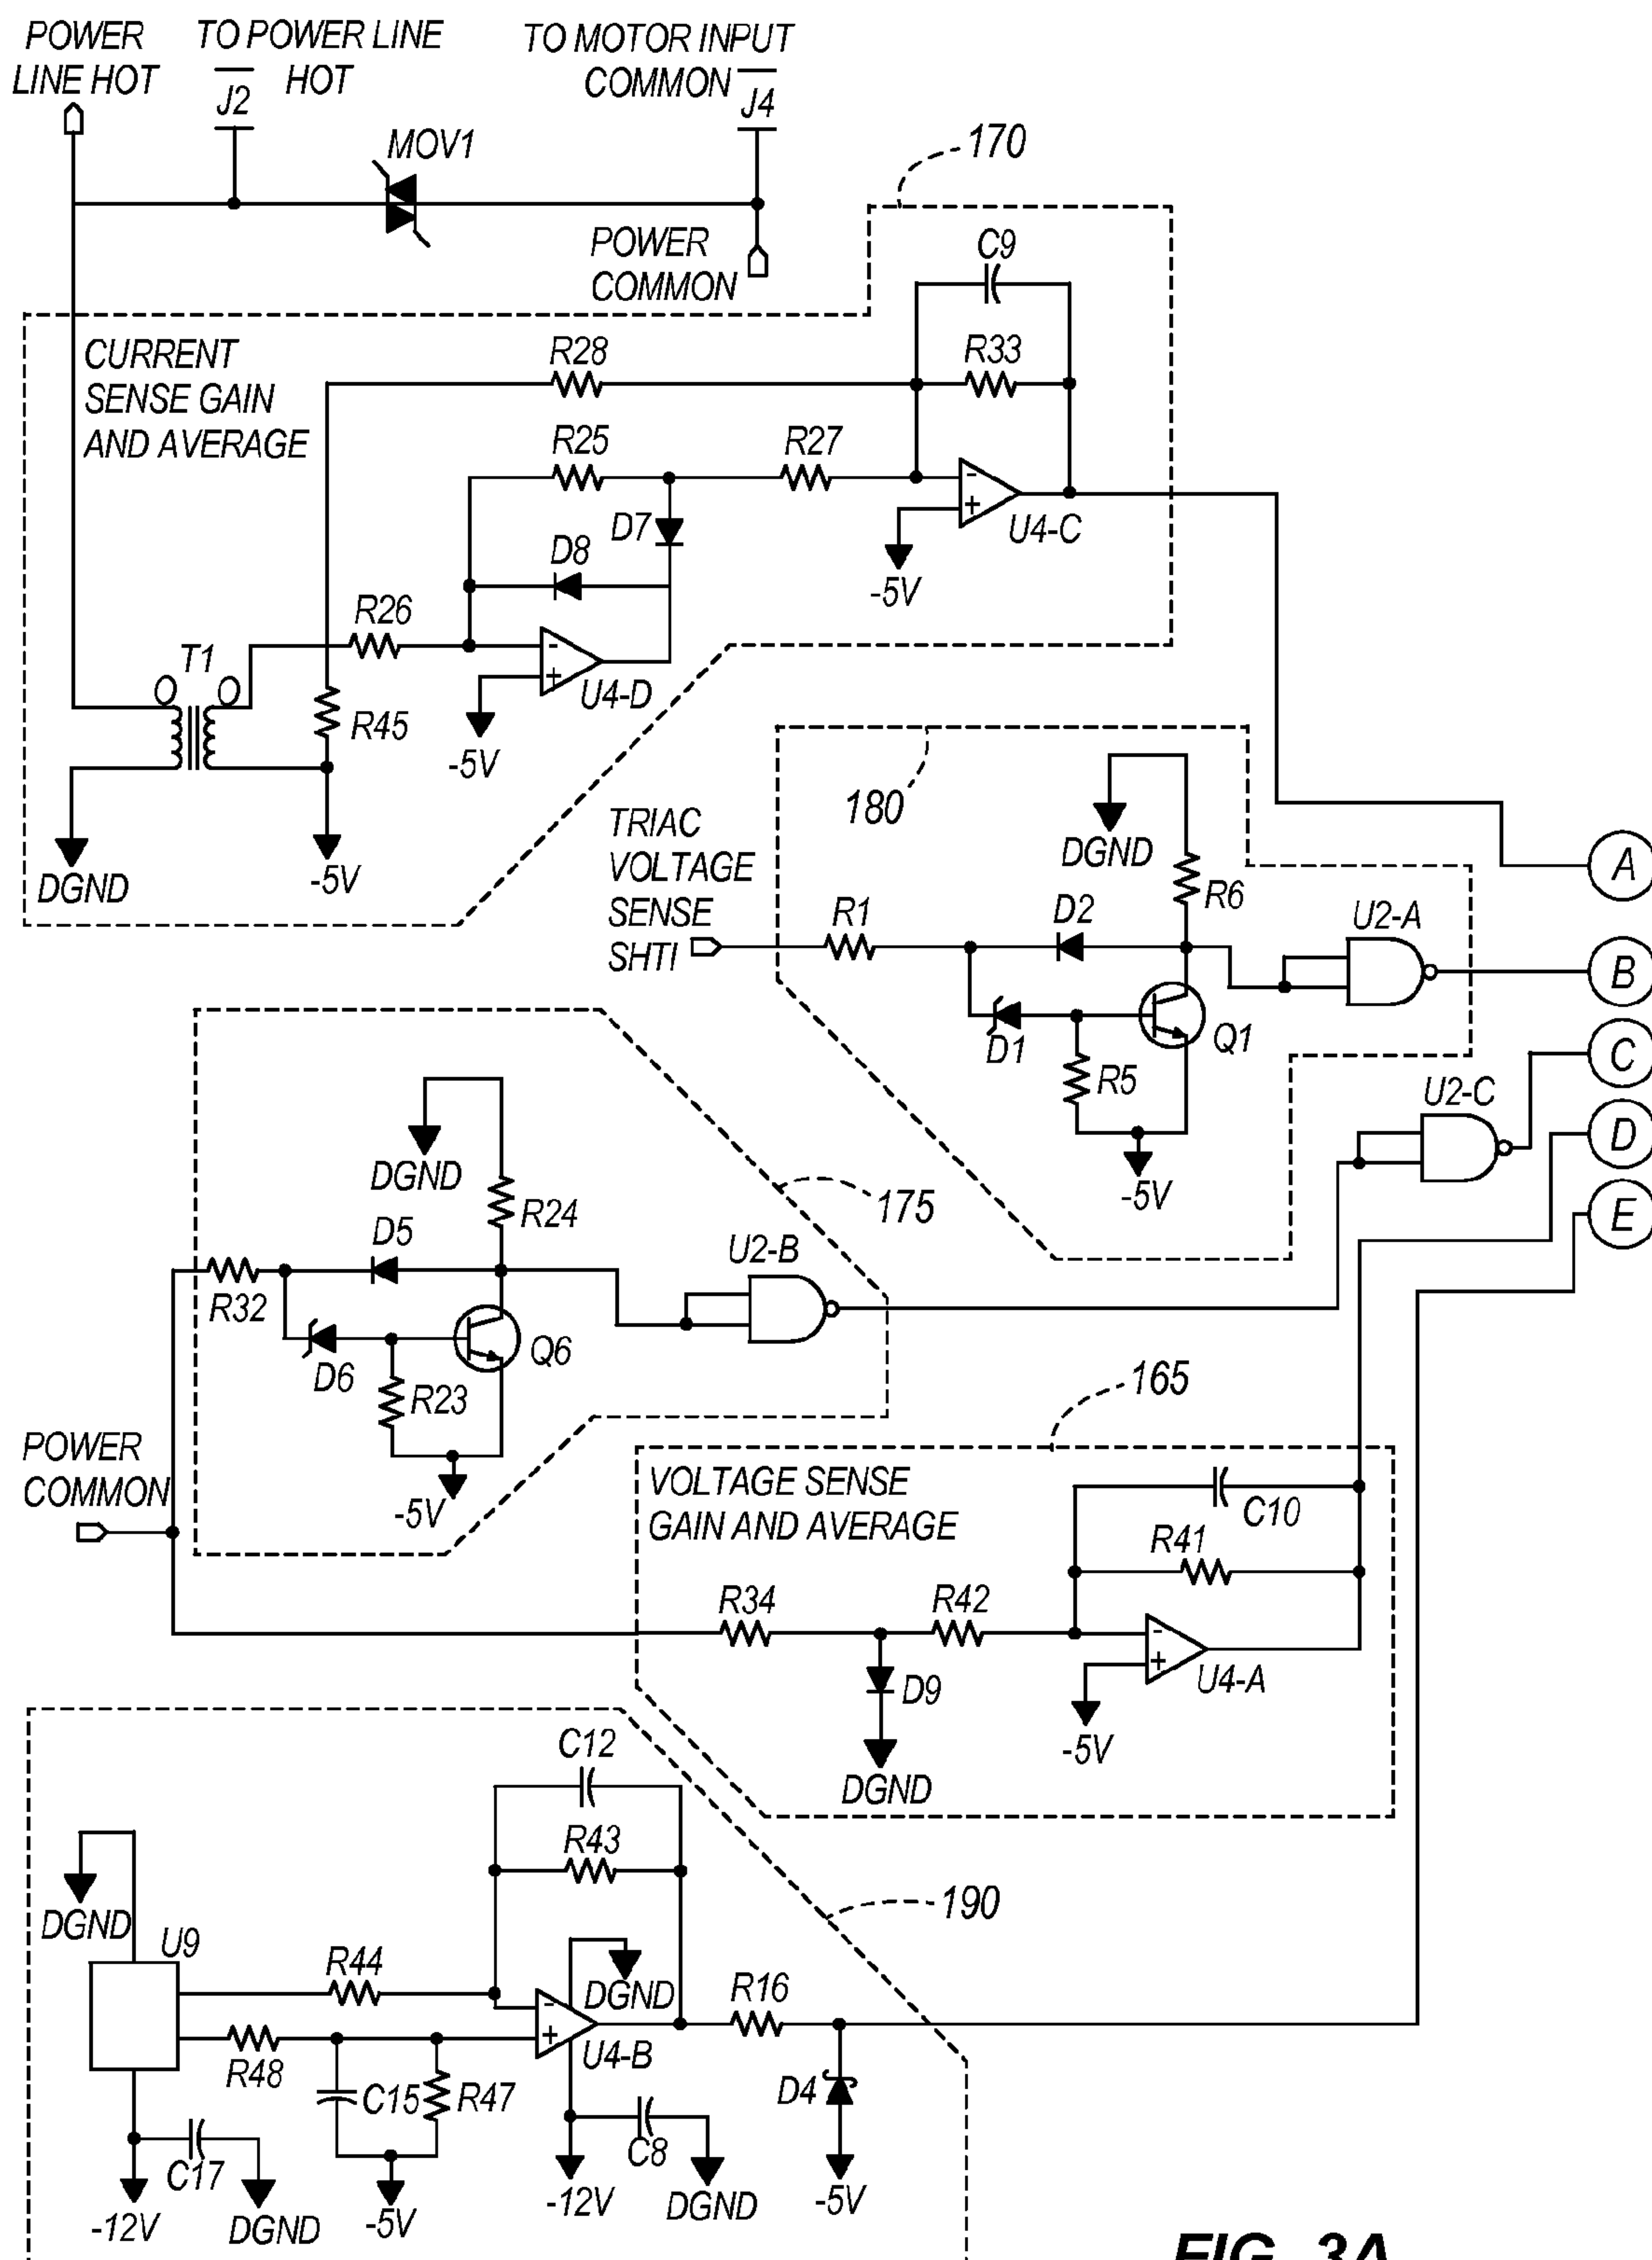 POWER
LINE HOT
TO POWER LINE
HOT
J2
TO MOTOR INPUT
COMMON
J4
MOV1
170
POWER
COMMON
C9
CURRENT
SENSE GAIN
AND AVERAGE
R28
R33
R25
R27
D7
D8
U4-C
-5V
R26
T1
U4-D
R45
-5V
DGND
-5V
180
TRIAC
VOLTAGE
SENSE
SHTI
DGND
R6
A
R1
D2
U2-A
B
D1
R5
Q1
C
U2-C
D
-5V
E
DGND
175
R24
D5
U2-B
R32
Q6
D6
R23
165
POWER
COMMON
-5V
VOLTAGE SENSE
GAIN AND AVERAGE
C10
R41
R34
R42
D9
U4-A
-5V
DGND
C12
R43
DGND
190
U9
R44
DGND
R16
R48
U4-B
C15
R47
D4
C17
C8
-12V
DGND
-5V
-12V
DGND
-5V
FIG. 3A